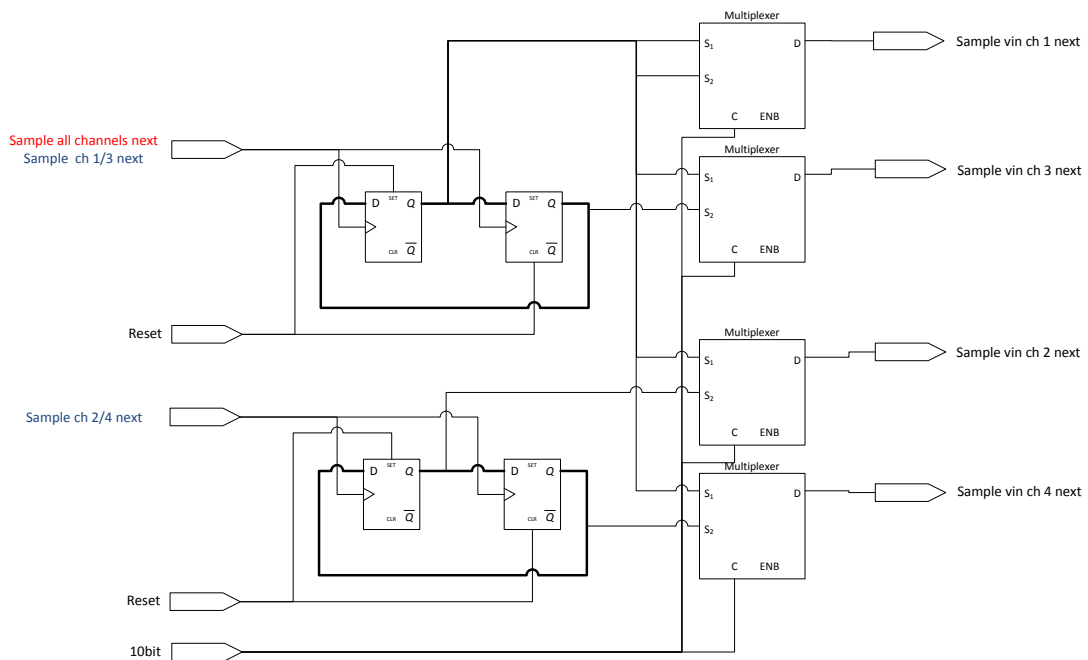 Multiplexer
S1 D
S2
C ENB
Sample vin ch 1 next
Sample all channels next
Sample ch 1/3 next
Multiplexer
S1 D
S2
C ENB
Sample vin ch 3 next
D SET Q
CLR Q
D SET Q
CLR Q
Reset
Multiplexer
S1 D
S2
C ENB
Sample vin ch 2 next
Sample ch 2/4 next
Multiplexer
S1 D
S2
C ENB
Sample vin ch 4 next
D SET Q
CLR Q
D SET Q
CLR Q
Reset
10bit